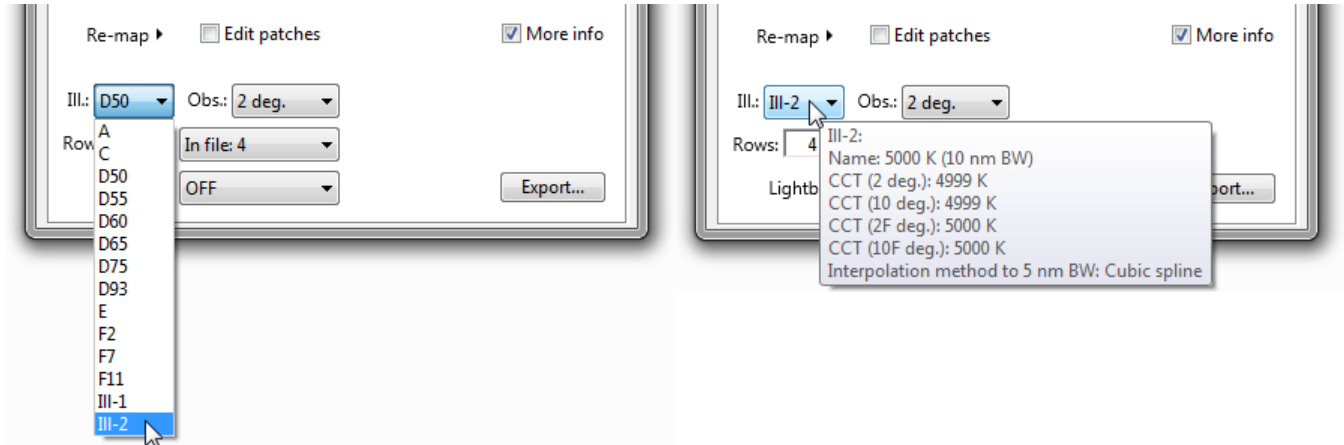 Re-map
Edit patches
More info
Ill.: D50
Obs.: 2 deg.
A
C
D50
D55
D60
D65
D75
D93
E
F2
F7
F11
Ill-1
Ill-2
In file: 4
OFF
Export...
Re-map
Edit patches
More info
Ill.: Ill-2
Obs.: 2 deg.
Rows: 4
Ill-2:
Name: 5000 K (10 nm BW)
CCT (2 deg.): 4999 K
CCT (10 deg.): 4999 K
CCT (2F deg.): 5000 K
CCT (10F deg.): 5000 K
Interpolation method to 5 nm BW: Cubic spline